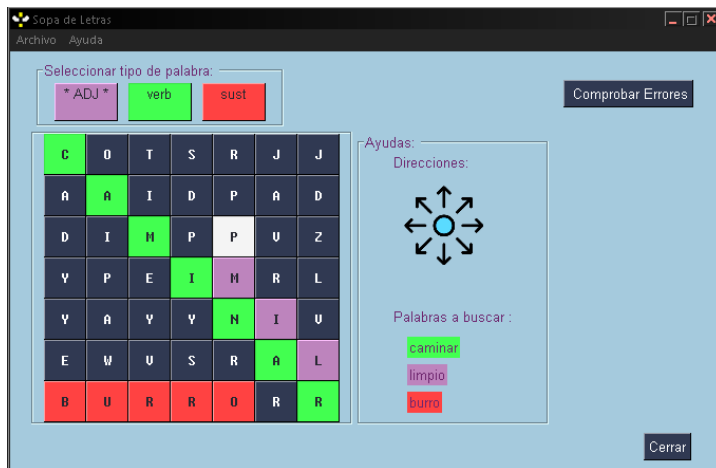 Sopa de Letras
Archivo Ayuda
Seleccionar tipo de palabra:
* ADJ * verb sust
Comprobar Errores
C O T S R J J
A A I D P A D
D I M P P U Z
Y P E I M R L
Y A Y Y N I U
E W U S R A L
B U R R O R R
Ayudas:
Direcciones:
Palabras a buscar :
caminar
limpio
burro
Cerrar